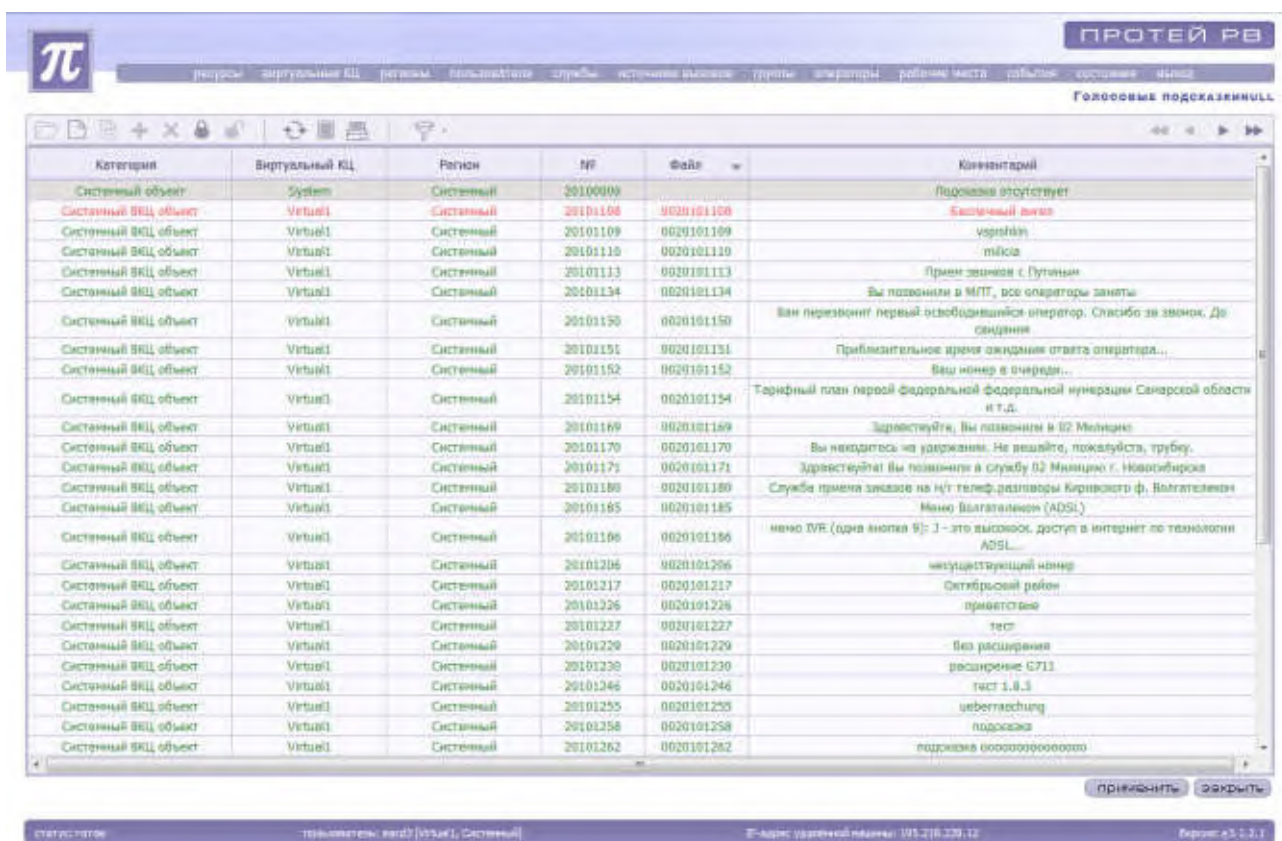 π
ПРОТЕЙ РВ
ресурсы виртуальные КЦ регионы пользователи службы источники вызовов группы операторы рабочие места события состояние выход
Голосовые подсказкиNULL
Категория Виртуальный КЦ Регион № Файл Комментарий
Системный объект System Системный 20100000 Подсказка отсутствует
Системный ВКЦ объект Virtual1 Системный 20101108 0020101108
Системный ВКЦ объект Virtual1 Системный 20101109 0020101109
Системный ВКЦ объект Virtual1 Системный 20101110 0020101110 milicia
Системный ВКЦ объект Virtual1 Системный 20101113 0020101113 Прием звонков с Путиным
Системный ВКЦ объект Virtual1 Системный 20101134 0020101134 Вы позвонили в МЛТ, все операторы заняты
Системный ВКЦ объект Virtual1 Системный 20101150 0020101150 Вам перезвонит первый освободившийся оператор. Спасибо за звонок. До
свидания
Системный ВКЦ объект Virtual1 Системный 20101151 0020101151 Приблизительное время ожидания ответа оператора...
Системный ВКЦ объект Virtual1 Системный 20101152 0020101152 Ваш номер в очереди...
Системный ВКЦ объект Virtual1 Системный 20101154 0020101154 Тарифный план первой федеральной федеральной нумерации Самарской области
и т.д.
Системный ВКЦ объект Virtual1 Системный 20101169 0020101169 Здравствуйте, Вы позвонили в 02 Милицию
Системный ВКЦ объект Virtual1 Системный 20101170 0020101170 Вы находитесь на удержании. Не вешайте, пожалуйста, трубку.
Системный ВКЦ объект Virtual1 Системный 20101171 0020101171 Здравствуйте! Вы позвонили в службу 02 Милицию г. Новосибирска
Системный ВКЦ объект Virtual1 Системный 20101180 0020101180 Служба приема заказов на м/г телеф.разговоры Кировского ф. Волгателеком
Системный ВКЦ объект Virtual1 Системный 20101185 0020101185 Меню Волгателеком (ADSL)
Системный ВКЦ объект Virtual1 Системный 20101186 0020101186 меню IVR (одна кнопка 9): J - это высокоск. доступ в интернет по технологии
ADSL...
Системный ВКЦ объект Virtual1 Системный 20101206 0020101206 несуществующий номер
Системный ВКЦ объект Virtual1 Системный 20101217 0020101217 Октябрьский район
Системный ВКЦ объект Virtual1 Системный 20101226 0020101226 приветствие
Системный ВКЦ объект Virtual1 Системный 20101227 0020101227 тест
Системный ВКЦ объект Virtual1 Системный 20101229 0020101229 без расширения
Системный ВКЦ объект Virtual1 Системный 20101230 0020101230 расширение G711
Системный ВКЦ объект Virtual1 Системный 20101246 0020101246 тест 1.8.3
Системный ВКЦ объект Virtual1 Системный 20101255 0020101255 ueberraschung
Системный ВКЦ объект Virtual1 Системный 20101258 0020101258 подсказка
Системный ВКЦ объект Virtual1 Системный 20101262 0020101262 подсказка
применить закрыть
статус: готов пользователь: [Virtual1, Системный] IP-адрес удаленной машины: Версия: